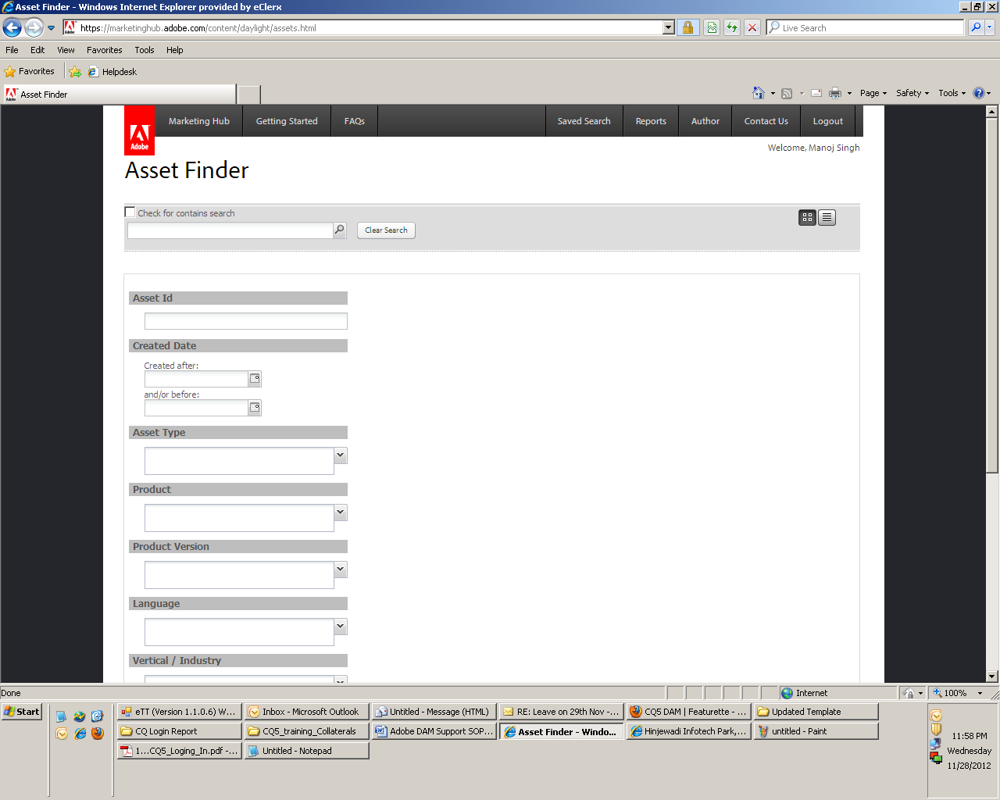 Asset Finder - Windows Internet Explorer provided by eClerx
https://marketinghub.adobe.com/content/daylight/assets.html
Live Search
File Edit View Favorites Tools Help
Favorites Helpdesk
Asset Finder
Page Safety Tools
Adobe
Marketing Hub Getting Started FAQs Saved Search Reports Author Contact Us Logout
Welcome, Manoj Singh
Asset Finder
Check for contains search
Clear Search
Asset Id
Created Date
Created after:
and/or before:
Asset Type
Product
Product Version
Language
Vertical / Industry
Done Internet 100%
Start eTT (Version 1.1.0.6) W... Inbox - Microsoft Outlook Untitled - Message (HTML) RE: Leave on 29th Nov -... CQ5 DAM | Featurette - ... Updated Template
CQ Login Report CQ5_training_Collaterals Adobe DAM Support SOP... Asset Finder - Windo... Hinjewadi Infotech Park,... untitled - Paint
1...CQ5_Loging_In.pdf -... Untitled - Notepad
11:58 PM
Wednesday
11/28/2012